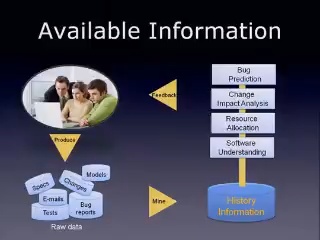 Available Information
Bug
Prediction
Feedback
Change
Impact Analysis
Resource
Allocation
Software
Understanding
Produce
Models
Specs
Changes
E-mails
Bug
reports
Tests
Raw data
Mine
History
Information